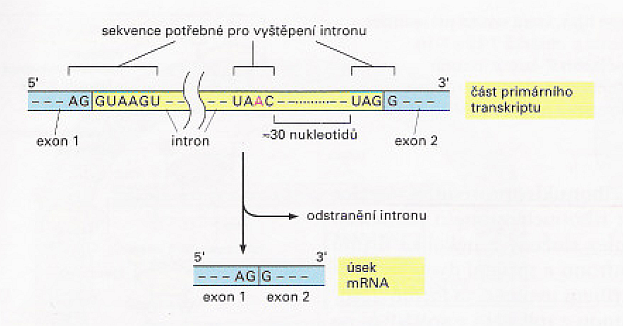 sekvence potřebné pro vyštěpení intronu
5' 3'
--- AG GUAAGU -- -- UAAC --........-- UAG G ---
část primárního
transkriptu
exon 1 intron ≈30 nukleotidů exon 2
odstranění intronu
5' 3'
--- AG G ---
exon 1 exon 2
úsek
mRNA